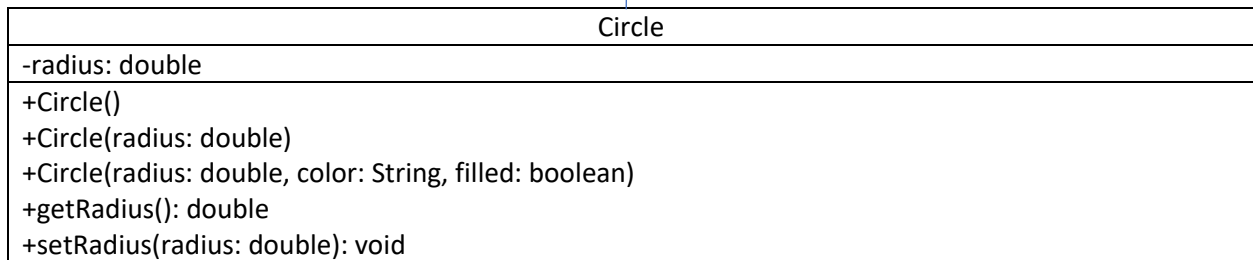 Circle
-radius: double
+Circle()
+Circle(radius: double)
+Circle(radius: double, color: String, filled: boolean)
+getRadius(): double
+setRadius(radius: double): void